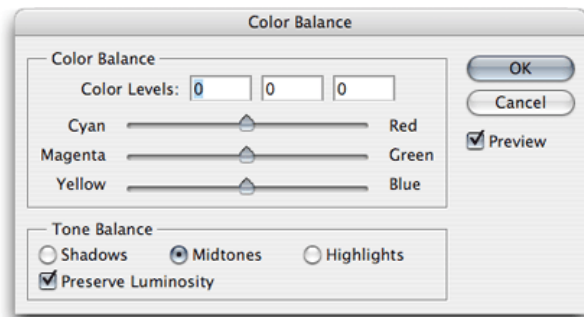 Color Balance
Color Balance
Color Levels: 0 0 0
Cyan Red
Magenta Green
Yellow Blue
Tone Balance
Shadows Midtones Highlights
Preserve Luminosity
OK
Cancel
Preview